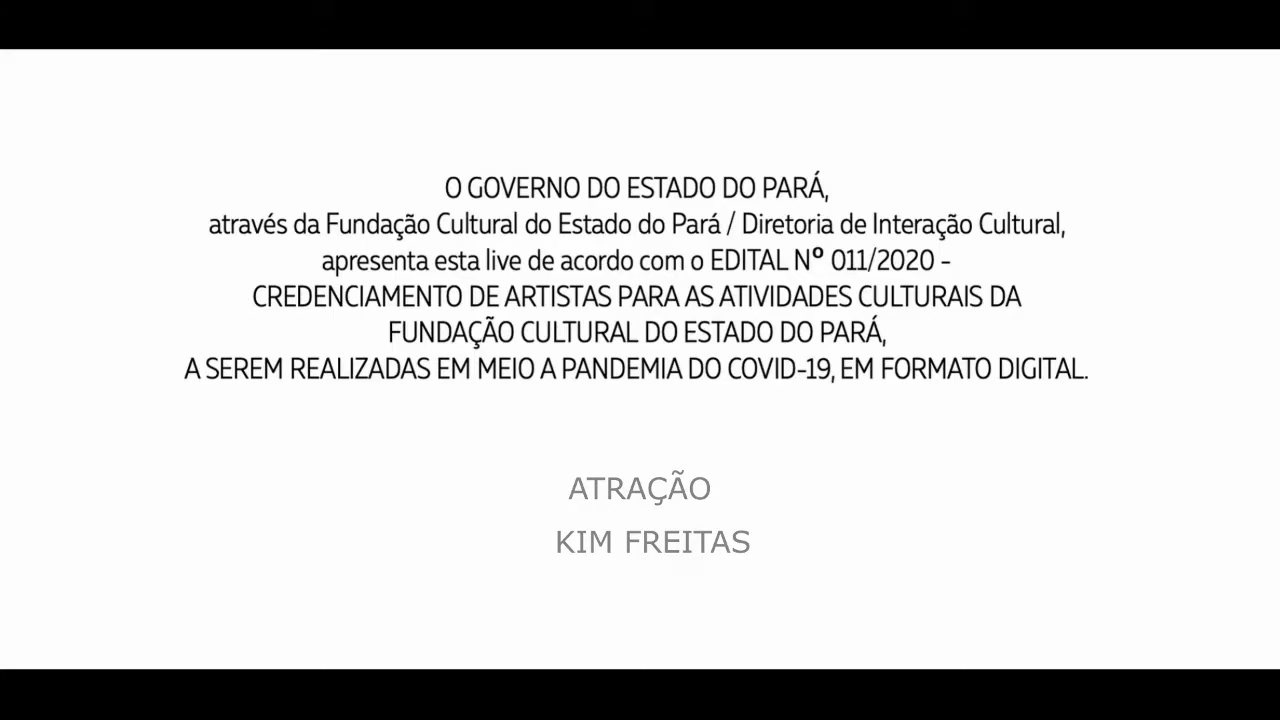 O GOVERNO DO ESTADO DO PARÁ,
através da Fundação Cultural do Estado do Pará / Diretoria de Interação Cultural,
apresenta esta live de acordo com o EDITAL Nº 011/2020 -
CREDENCIAMENTO DE ARTISTAS PARA AS ATIVIDADES CULTURAIS DA
FUNDAÇÃO CULTURAL DO ESTADO DO PARÁ,
A SEREM REALIZADAS EM MEIO A PANDEMIA DO COVID-19, EM FORMATO DIGITAL.
ATRAÇÃO
KIM FREITAS